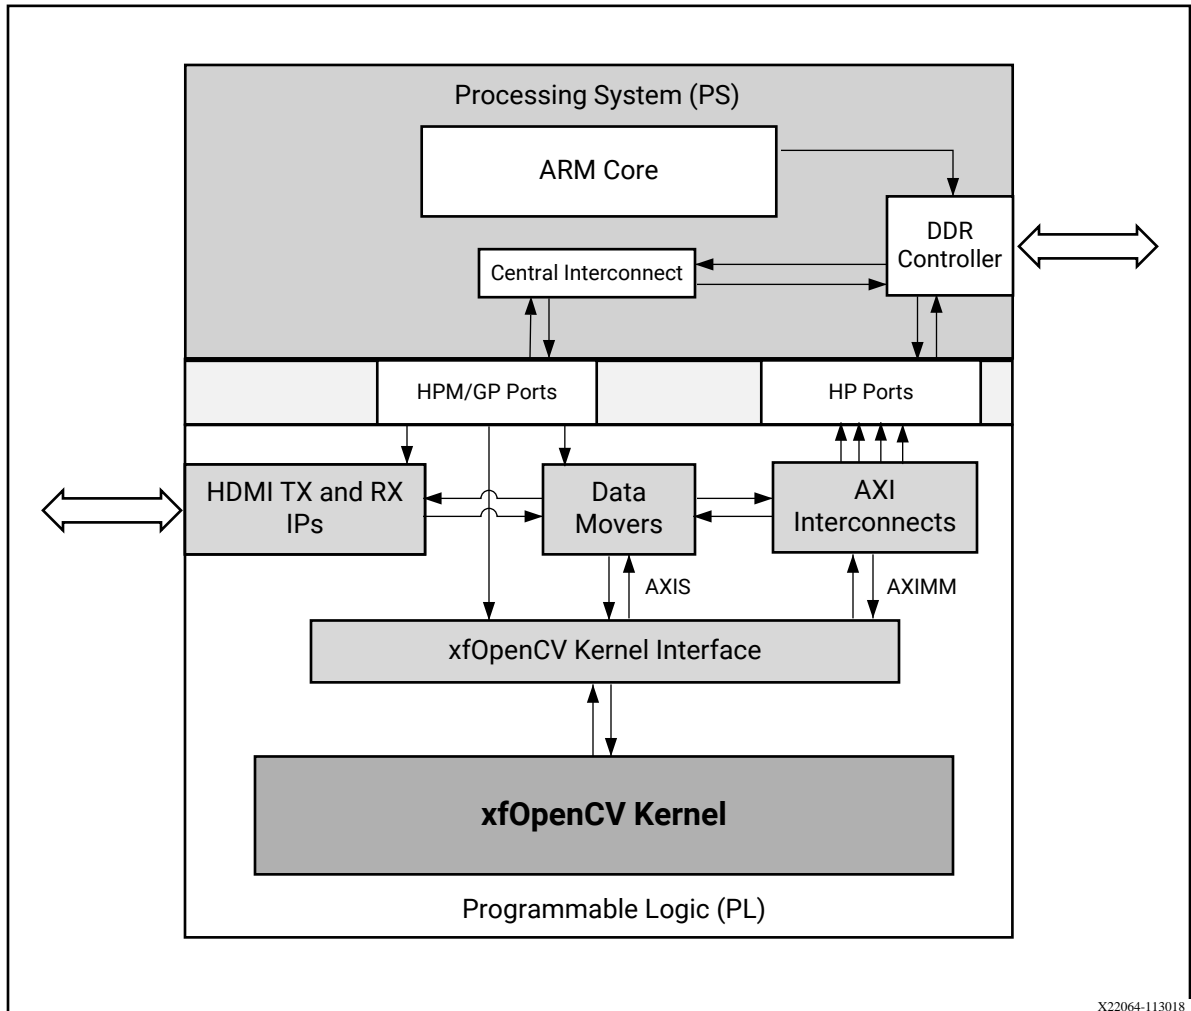 Processing System (PS)
ARM Core
DDR
Controller
Central Interconnect
HPM/GP Ports
HP Ports
HDMI TX and RX
IPs
Data
Movers
AXI
Interconnects
AXIS
AXIMM
xfOpenCV Kernel Interface
xfOpenCV Kernel
Programmable Logic (PL)
X22064-113018